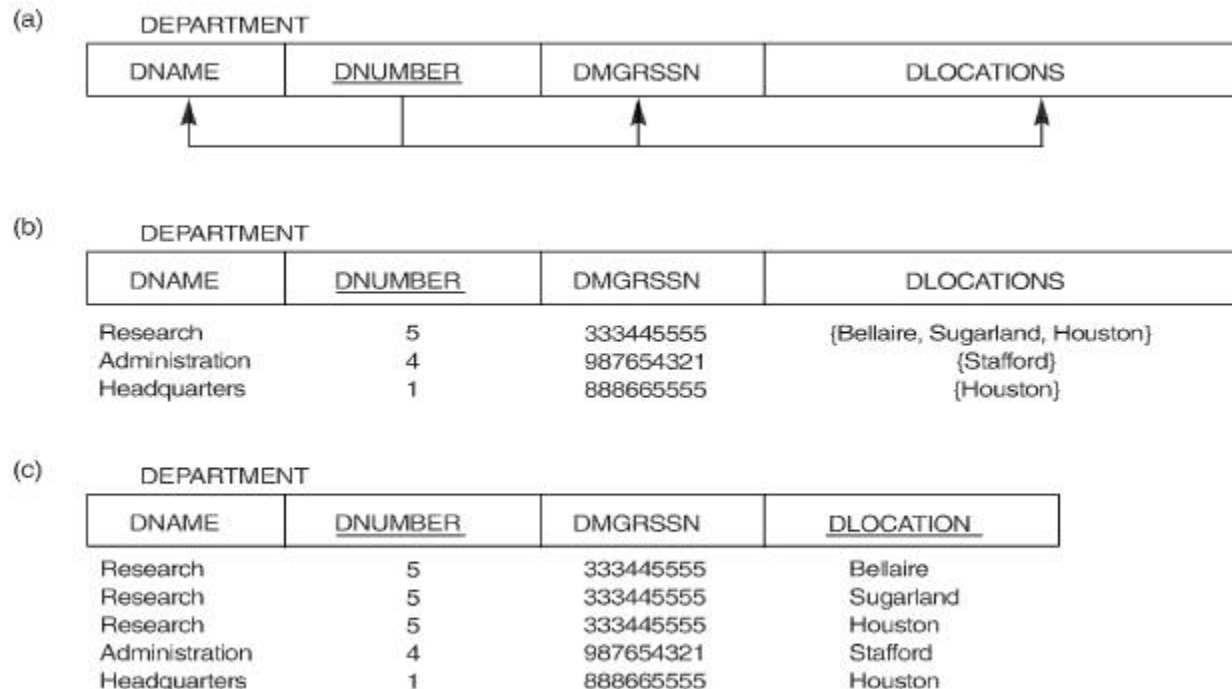 (a)
DEPARTMENT
DNAME DNUMBER DMGRSSN DLOCATIONS
(b)
DEPARTMENT
DNAME DNUMBER DMGRSSN DLOCATIONS
Research 5 333445555 {Bellaire, Sugarland, Houston}
Administration 4 987654321 {Stafford}
Headquarters 1 888665555 {Houston}
(c)
DEPARTMENT
DNAME DNUMBER DMGRSSN DLOCATION
Research 5 333445555 Bellaire
Research 5 333445555 Sugarland
Research 5 333445555 Houston
Administration 4 987654321 Stafford
Headquarters 1 888665555 Houston